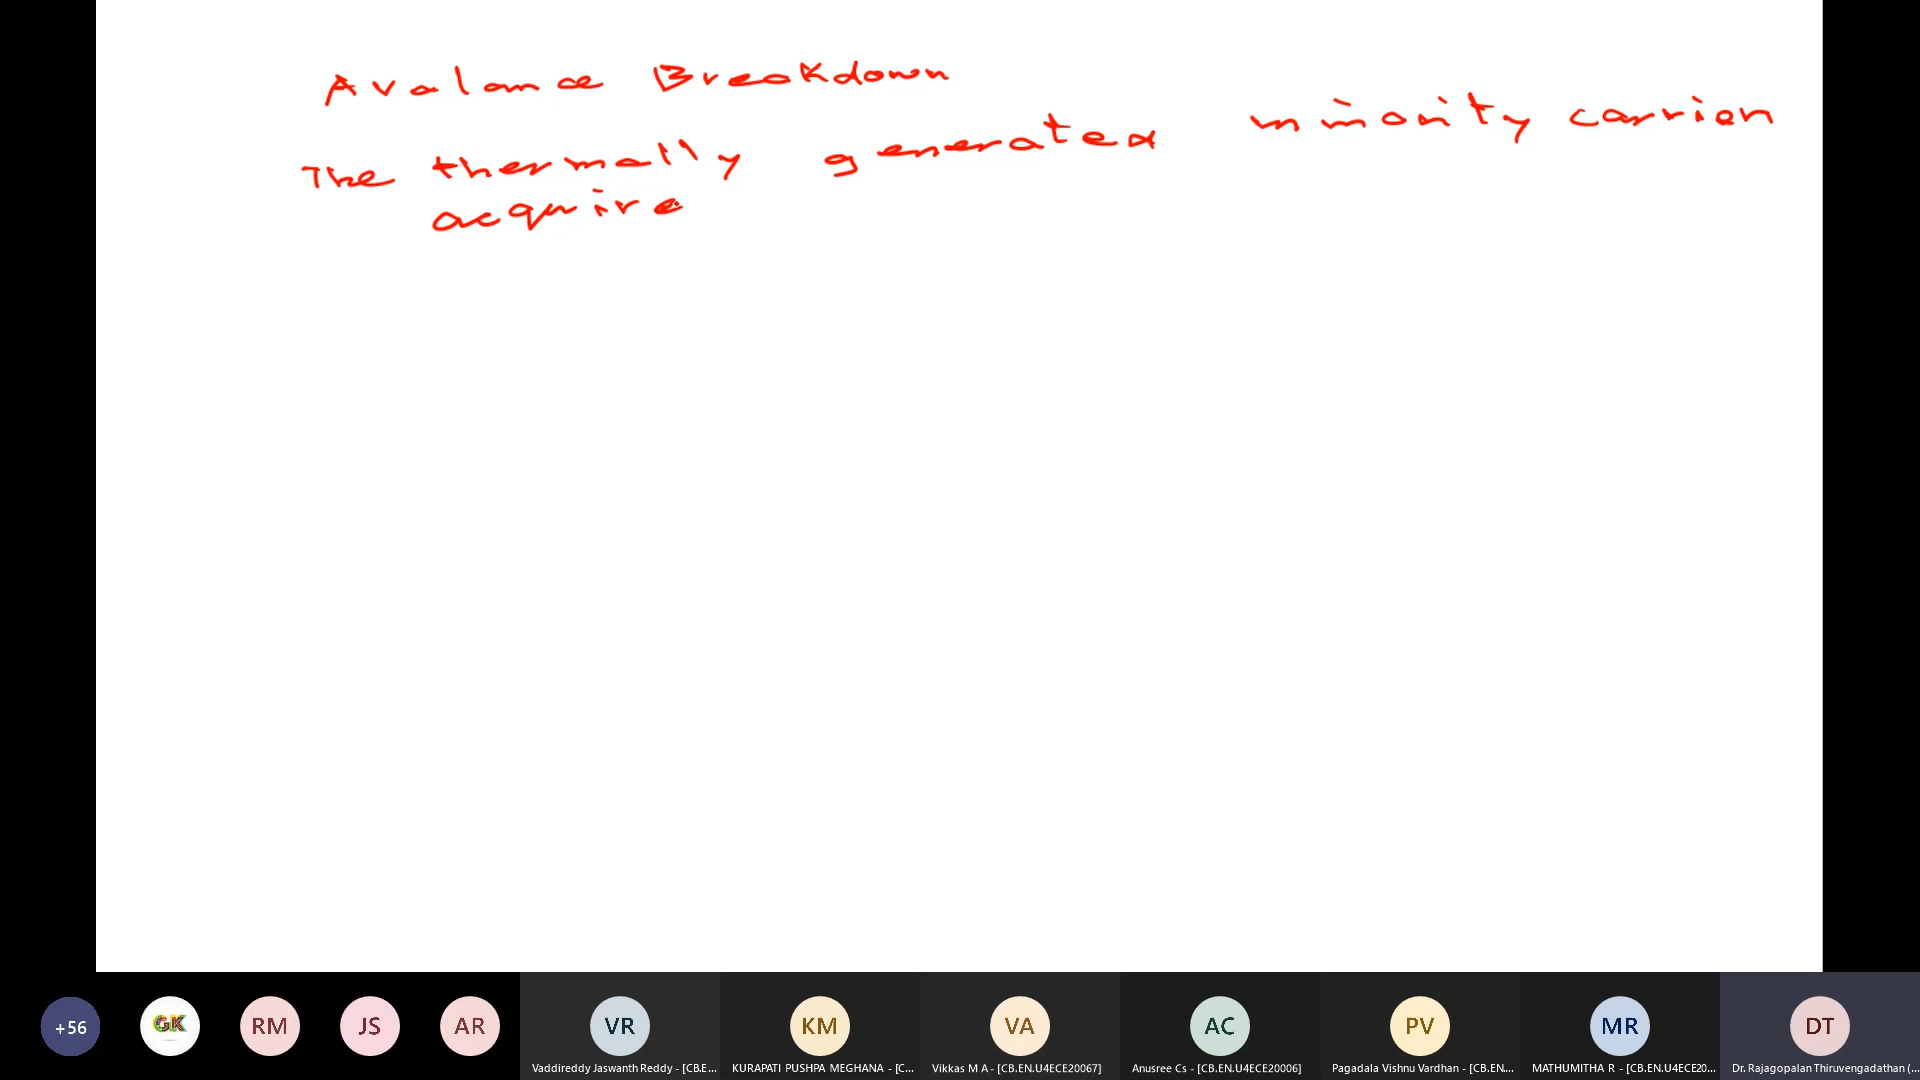 Avalance Breakdown
The thermally generated minority carrier
acquire
+56
GK
RM
JS
AR
VR
KM
VA
AC
PV
MR
DT
Vaddireddy Jaswanth Reddy - [CB.E...
KURAPATI PUSHPA MEGHANA - [C...
Vikkas M A - [CB.EN.U4ECE20067]
Anusree Cs - [CB.EN.U4ECE20006]
Pagadala Vishnu Vardhan - [CB.EN....
MATHUMITHA R - [CB.EN.U4ECE20...
Dr. Rajagopalan Thiruvengadathan (...